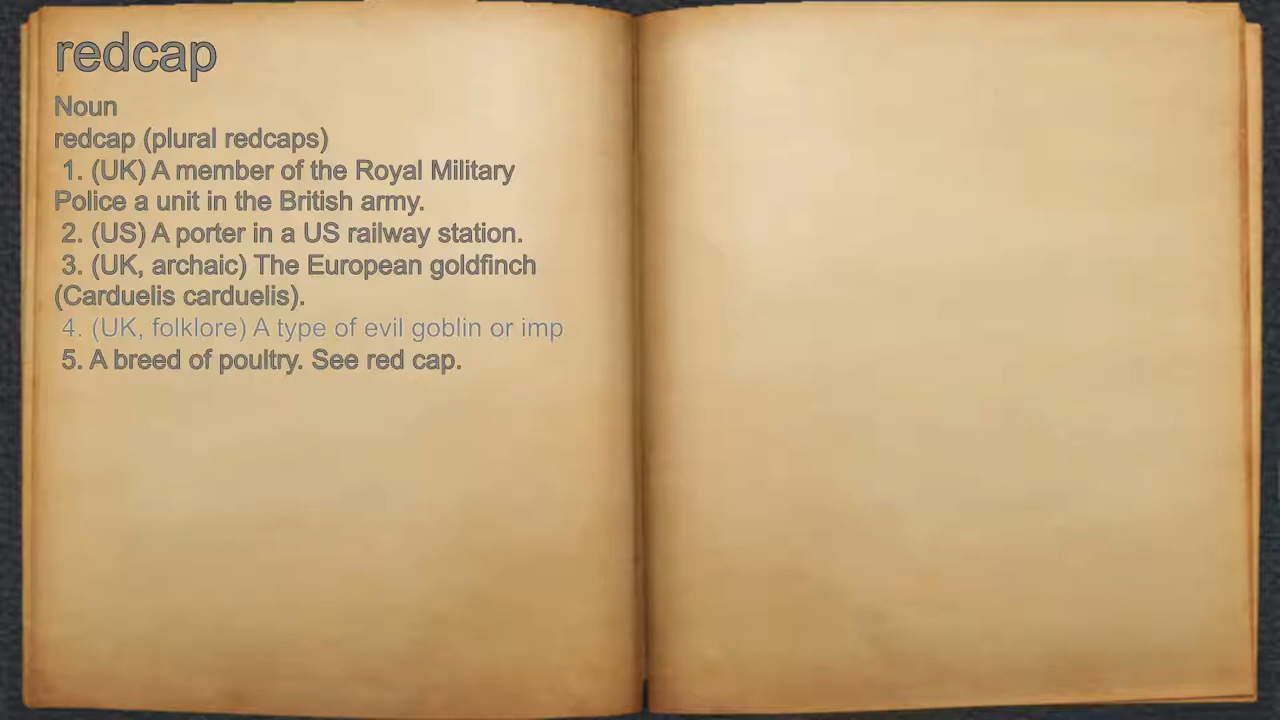 redcap
Noun
redcap (plural redcaps)
1. (UK) A member of the Royal Military
Police a unit in the British army.
2. (US) A porter in a US railway station.
3. (UK, archaic) The European goldfinch
(Carduelis carduelis).
4. (UK, folklore) A type of evil goblin or imp
5. A breed of poultry. See red cap.